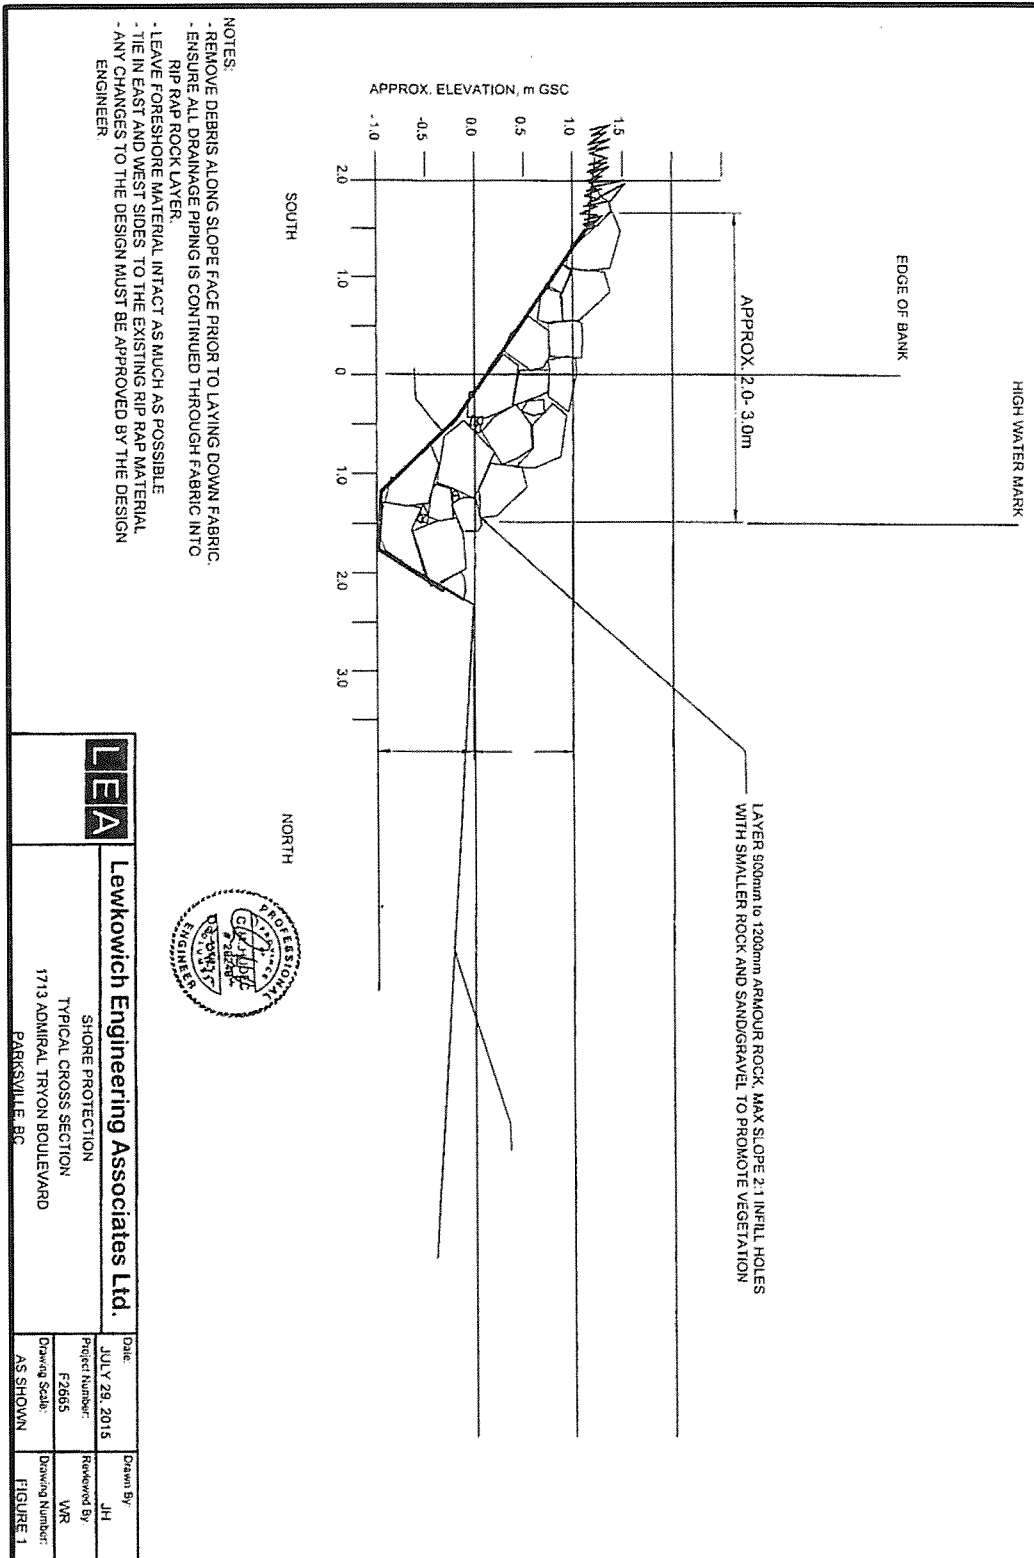 HIGH WATER MARK
EDGE OF BANK
APPROX. 2.0- 3.0m
LAYER 900mm to 1200mm ARMOUR ROCK, MAX SLOPE 2:1 INFILL HOLES
WITH SMALLER ROCK AND SAND/GRAVEL TO PROMOTE VEGETATION
APPROX. ELEVATION, m GSC
1.5
1.0
0.5
0.0
-0.5
-1.0
2.0
1.0
0
1.0
2.0
3.0
SOUTH
NORTH
NOTES:
- REMOVE DEBRIS ALONG SLOPE FACE PRIOR TO LAYING DOWN FABRIC.
- ENSURE ALL DRAINAGE PIPING IS CONTINUED THROUGH FABRIC INTO
RIP RAP ROCK LAYER.
- LEAVE FORESHORE MATERIAL INTACT AS MUCH AS POSSIBLE
- TIE IN EAST AND WEST SIDES TO THE EXISTING RIP RAP MATERIAL
- ANY CHANGES TO THE DESIGN MUST BE APPROVED BY THE DESIGN
ENGINEER.
PROFESSIONAL
PROVINCE
ENGINEER
LEA
Lewkowich Engineering Associates Ltd.
SHORE PROTECTION
TYPICAL CROSS SECTION
1713 ADMIRAL TRYON BOULEVARD
PARKSVILLE, BC
Date:
JULY 29, 2015
Drawn By:
JH
Project Number:
F2665
Reviewed By
WR
Drawing Scale:
AS SHOWN
Drawing Number:
FIGURE 1